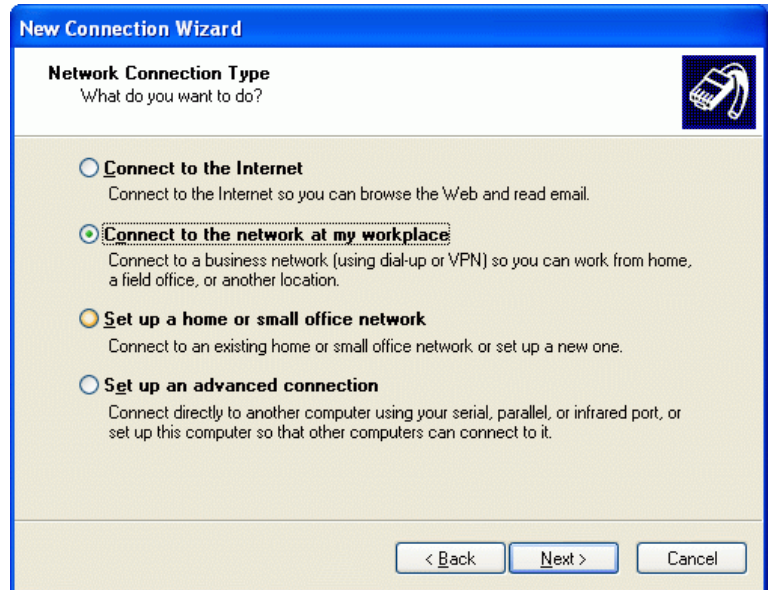 New Connection Wizard
Network Connection Type
What do you want to do?
Connect to the Internet
Connect to the Internet so you can browse the Web and read email.
Connect to the network at my workplace
Connect to a business network (using dial-up or VPN) so you can work from home,
a field office, or another location.
Set up a home or small office network
Connect to an existing home or small office network or set up a new one.
Set up an advanced connection
Connect directly to another computer using your serial, parallel, or infrared port, or
set up this computer so that other computers can connect to it.
< Back Next > Cancel